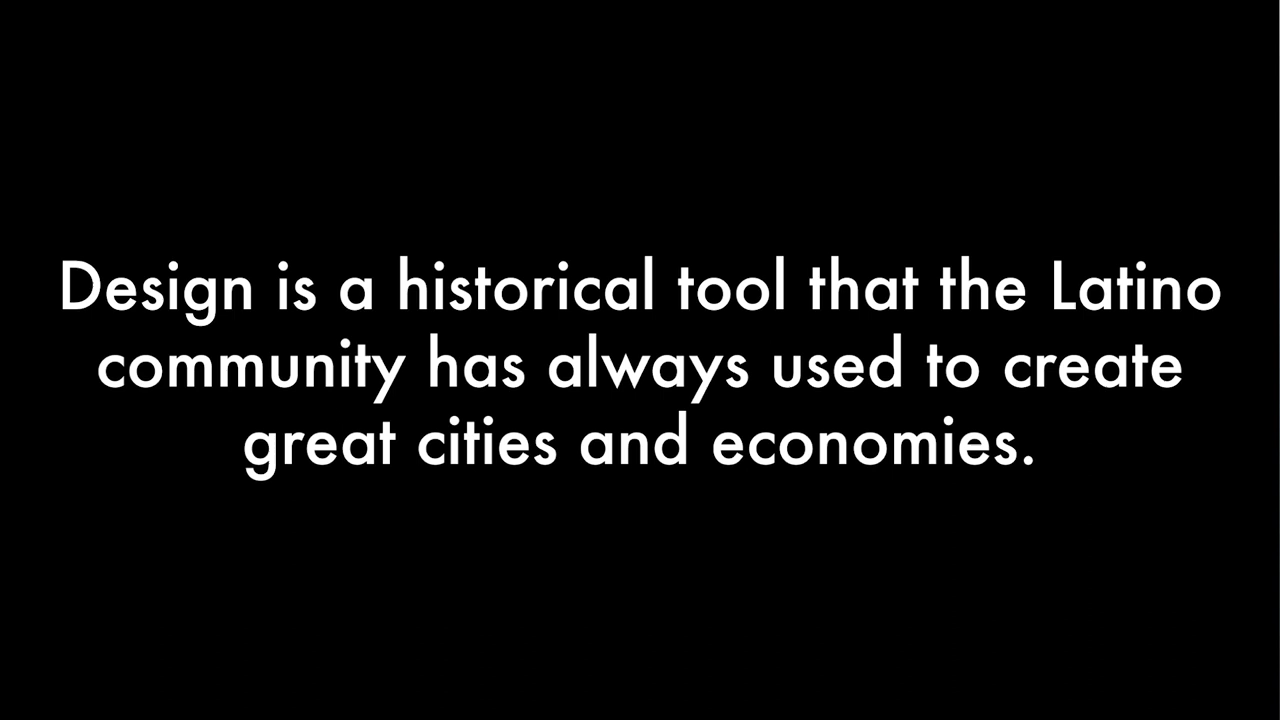 Design is a historical tool that the Latino
community has always used to create
great cities and economies.